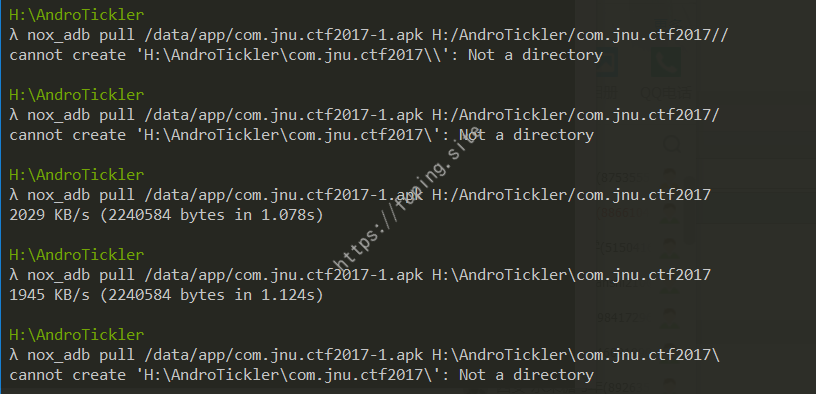 H:\AndroTickler
λ nox_adb pull /data/app/com.jnu.ctf2017-1.apk H:/AndroTickler/com.jnu.ctf2017//
cannot create 'H:\AndroTickler\com.jnu.ctf2017\\': Not a directory
H:\AndroTickler
λ nox_adb pull /data/app/com.jnu.ctf2017-1.apk H:/AndroTickler/com.jnu.ctf2017/
cannot create 'H:\AndroTickler\com.jnu.ctf2017\': Not a directory
H:\AndroTickler
λ nox_adb pull /data/app/com.jnu.ctf2017-1.apk H:/AndroTickler/com.jnu.ctf2017
2029 KB/s (2240584 bytes in 1.078s)
H:\AndroTickler
λ nox_adb pull /data/app/com.jnu.ctf2017-1.apk H:\AndroTickler\com.jnu.ctf2017
1945 KB/s (2240584 bytes in 1.124s)
H:\AndroTickler
λ nox_adb pull /data/app/com.jnu.ctf2017-1.apk H:\AndroTickler\com.jnu.ctf2017\
cannot create 'H:\AndroTickler\com.jnu.ctf2017\': Not a directory